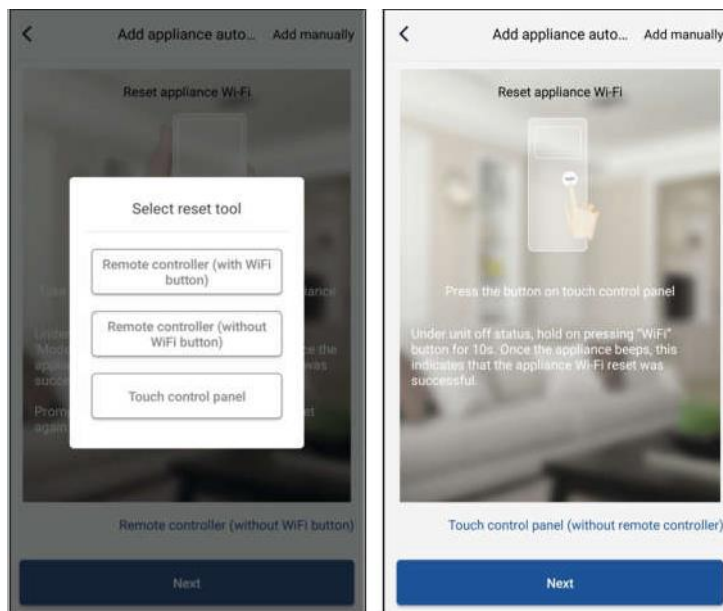 Add appliance auto... Add manually
Reset appliance Wi-Fi
Select reset tool
Remote controller (with WiFi
button)
Remote controller (without
WiFi button)
Touch control panel
Remote controller (without WiFi button)
Next
Add appliance auto... Add manually
Reset appliance Wi-Fi
Press the button on touch control panel
Under unit off status, hold on pressing "WiFi"
button for 10s. Once the appliance beeps, this
indicates that the appliance Wi-Fi reset was
successful.
Touch control panel (without remote controller)
Next